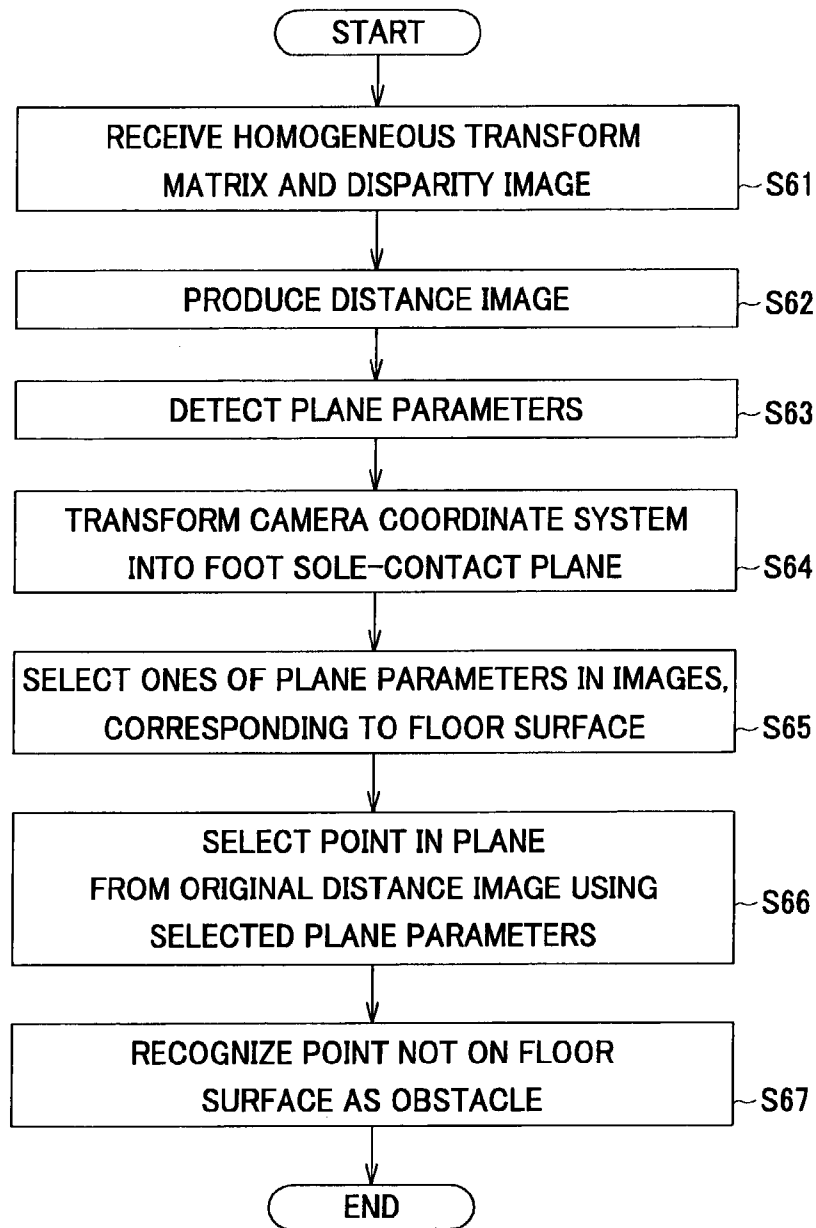 START
RECEIVE HOMOGENEOUS TRANSFORM
MATRIX AND DISPARITY IMAGE
S61
PRODUCE DISTANCE IMAGE
S62
DETECT PLANE PARAMETERS
S63
TRANSFORM CAMERA COORDINATE SYSTEM
INTO FOOT SOLE-CONTACT PLANE
S64
SELECT ONES OF PLANE PARAMETERS IN IMAGES,
CORRESPONDING TO FLOOR SURFACE
S65
SELECT POINT IN PLANE
FROM ORIGINAL DISTANCE IMAGE USING
SELECTED PLANE PARAMETERS
S66
RECOGNIZE POINT NOT ON FLOOR
SURFACE AS OBSTACLE
S67
END